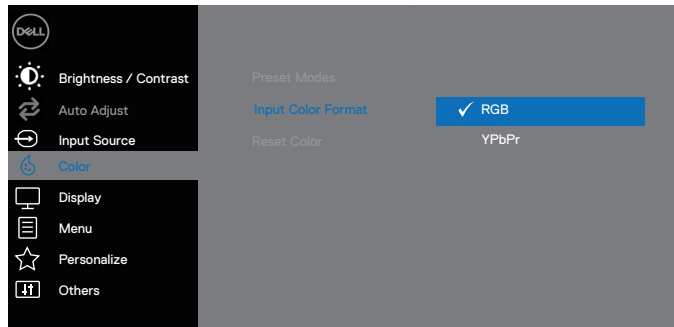 DELL
Brightness / Contrast
Auto Adjust
Input Source
Color
Display
Menu
Personalize
Others
Preset Modes
Input Color Format
Reset Color
RGB
YPbPr